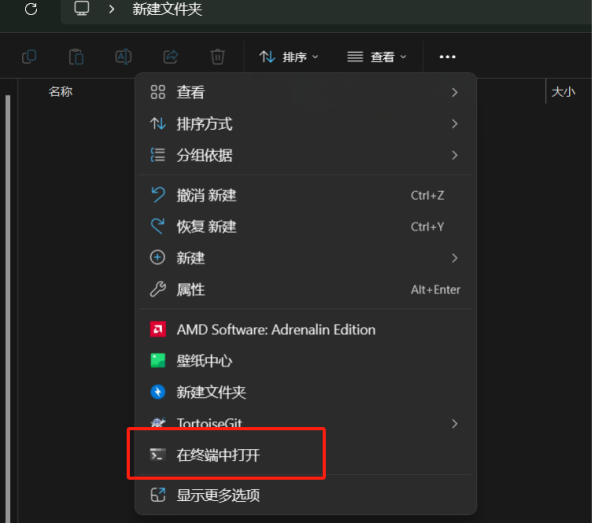 新建文件夹
排序
查看
名称
大小
查看
排序方式
分组依据
撤消 新建 Ctrl+Z
恢复 新建 Ctrl+Y
新建
属性 Alt+Enter
AMD Software: Adrenalin Edition
壁纸中心
新建文件夹
TortoiseGit
在终端中打开
显示更多选项